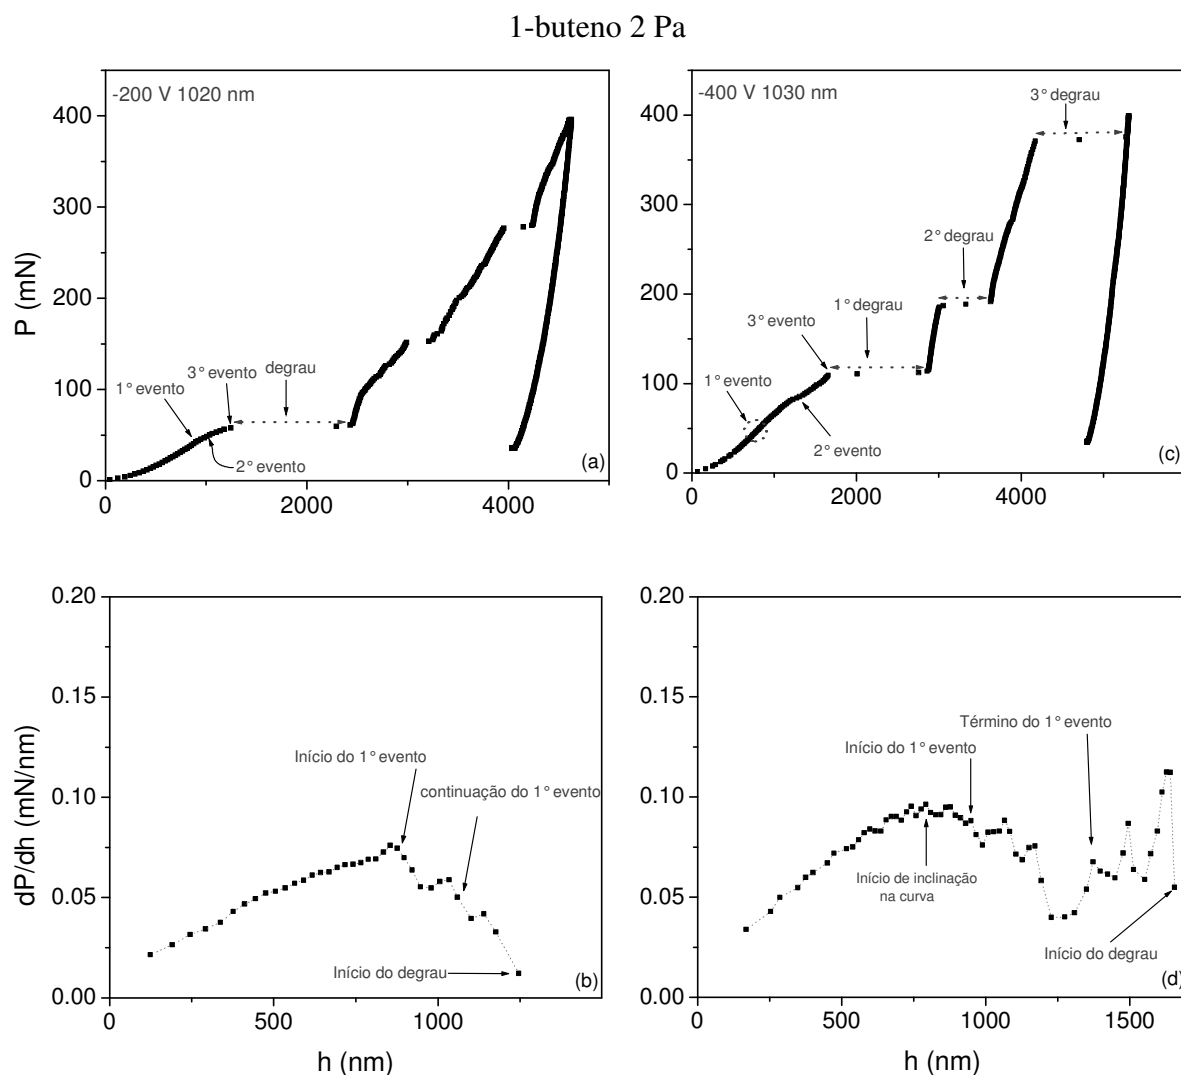 1-buteno 2 Pa
-200 V 1020 nm
P (mN)
400
300
200
100
0
1° evento
3° evento
degrau
2° evento
(a)
0
2000
4000
-400 V 1030 nm
400
300
200
100
0
3° degrau
2° degrau
1° degrau
3° evento
1° evento
2° evento
(c)
0
2000
4000
dP/dh (mN/nm)
0.20
0.15
0.10
0.05
0.00
Início do 1° evento
continuação do 1° evento
Início do degrau
(b)
0
500
1000
h (nm)
0.20
0.15
0.10
0.05
0.00
Término do 1° evento
Início do 1° evento
Início de inclinação
na curva
Início do degrau
(d)
0
500
1000
1500
h (nm)